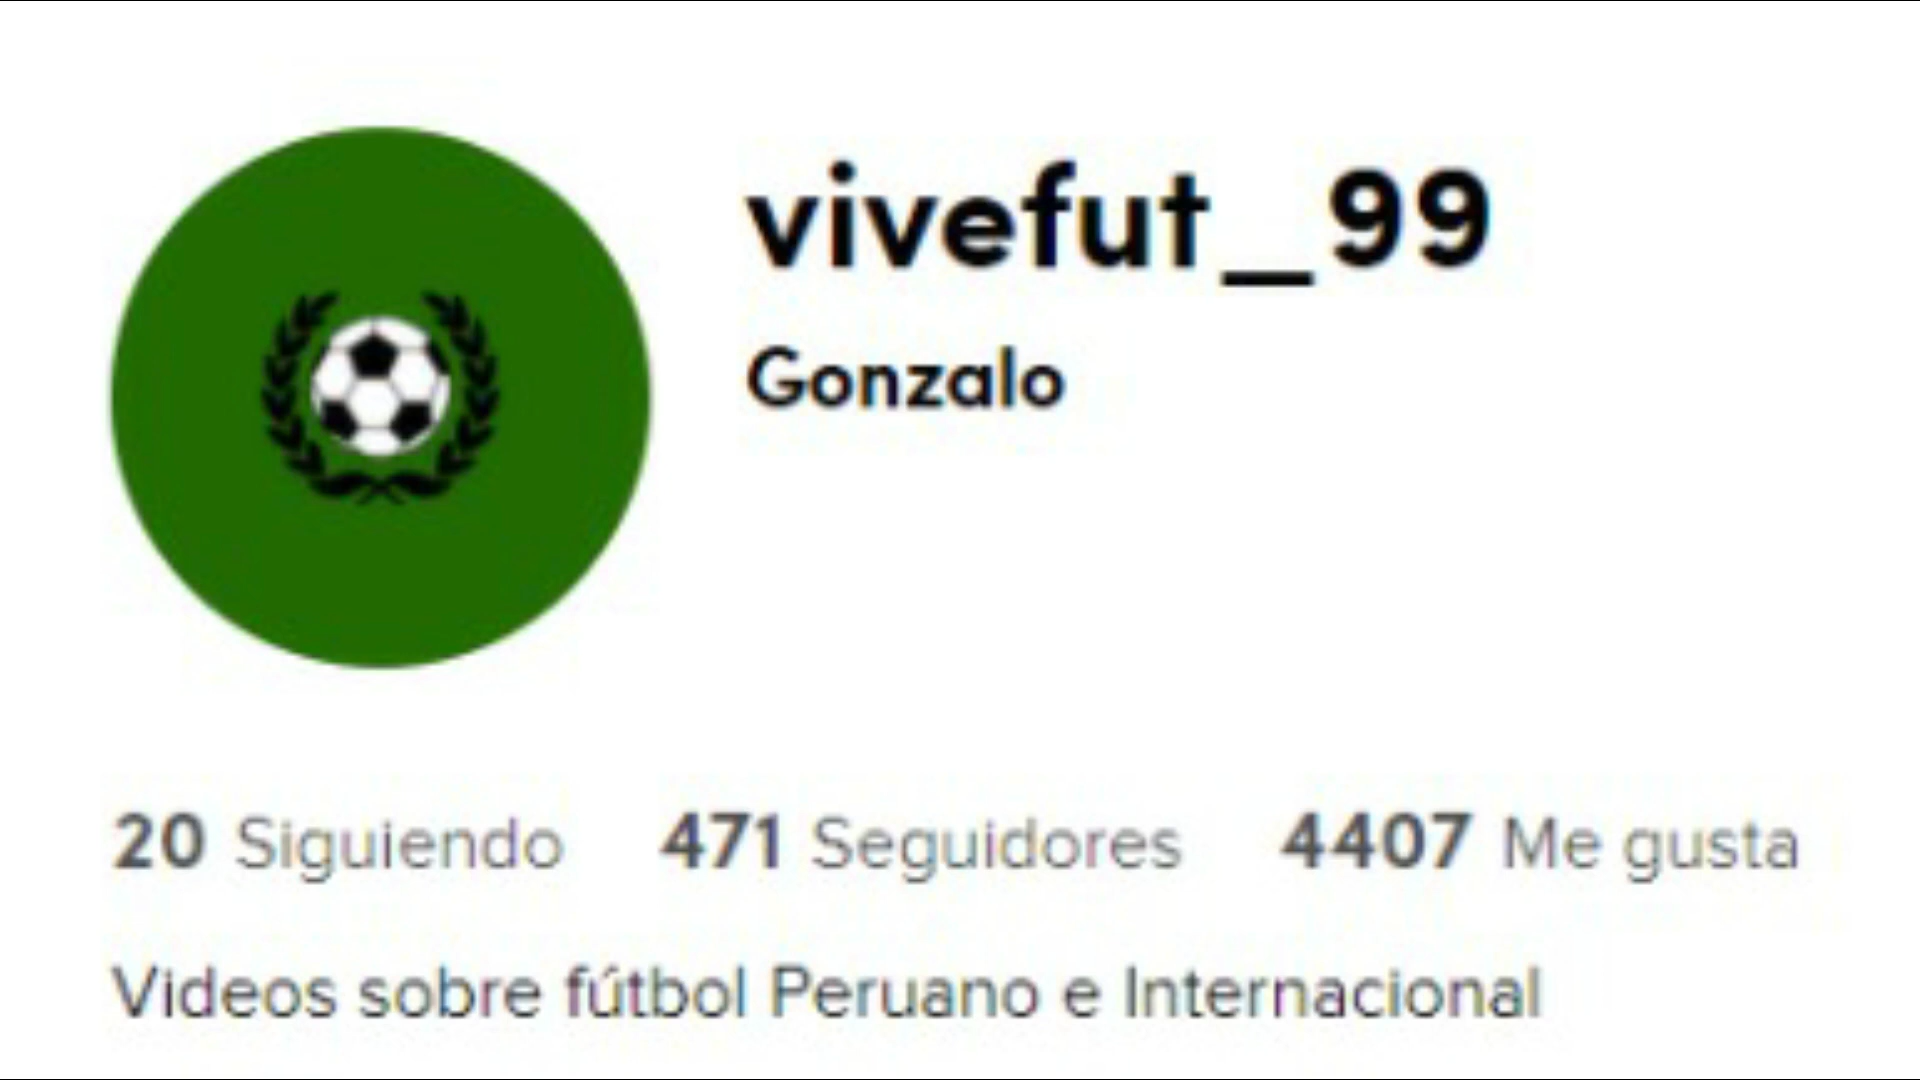 vivefut_99
Gonzalo
20 Siguiendo 471 Seguidores 4407 Me gusta
Videos sobre fútbol Peruano e Internacional